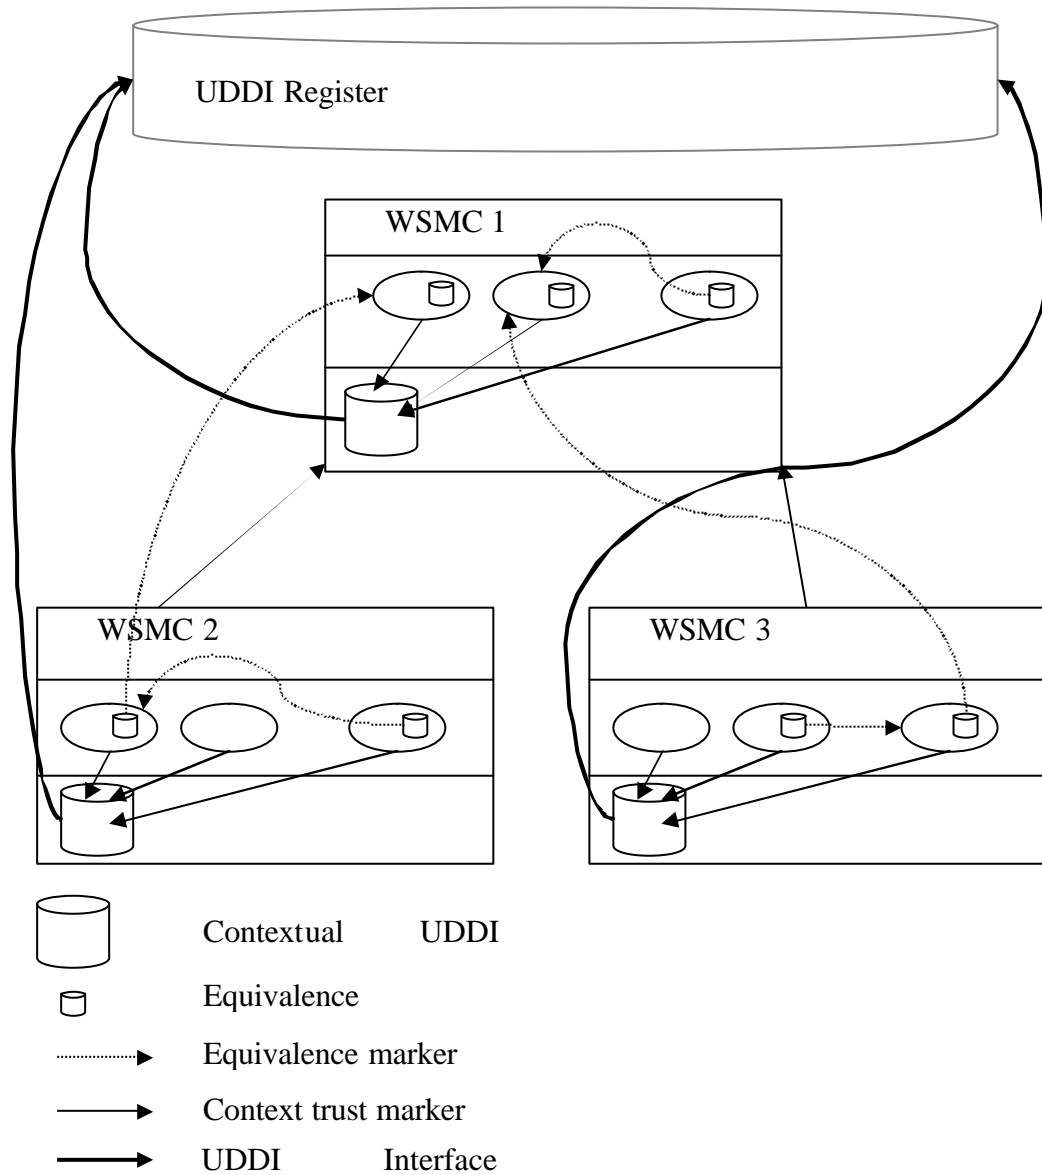 UDDI Register
WSMC 1
WSMC 2
WSMC 3
Contextual UDDI
Equivalence
Equivalence marker
Context trust marker
UDDI Interface